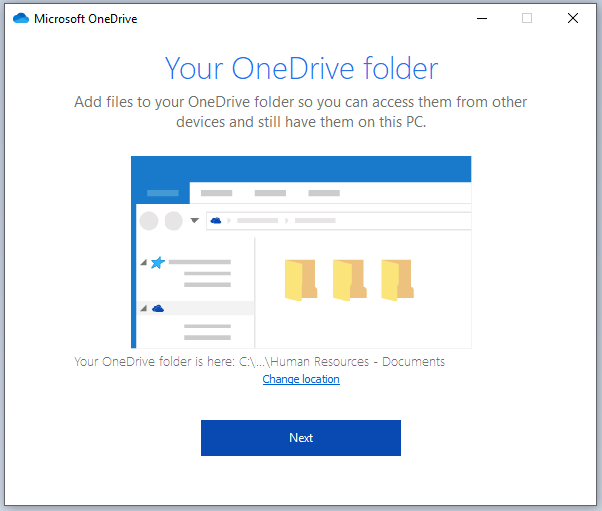 Microsoft OneDrive
Your OneDrive folder
Add files to your OneDrive folder so you can access them from other
devices and still have them on this PC.
Your OneDrive folder is here: C:\...\Human Resources - Documents
Change location
Next